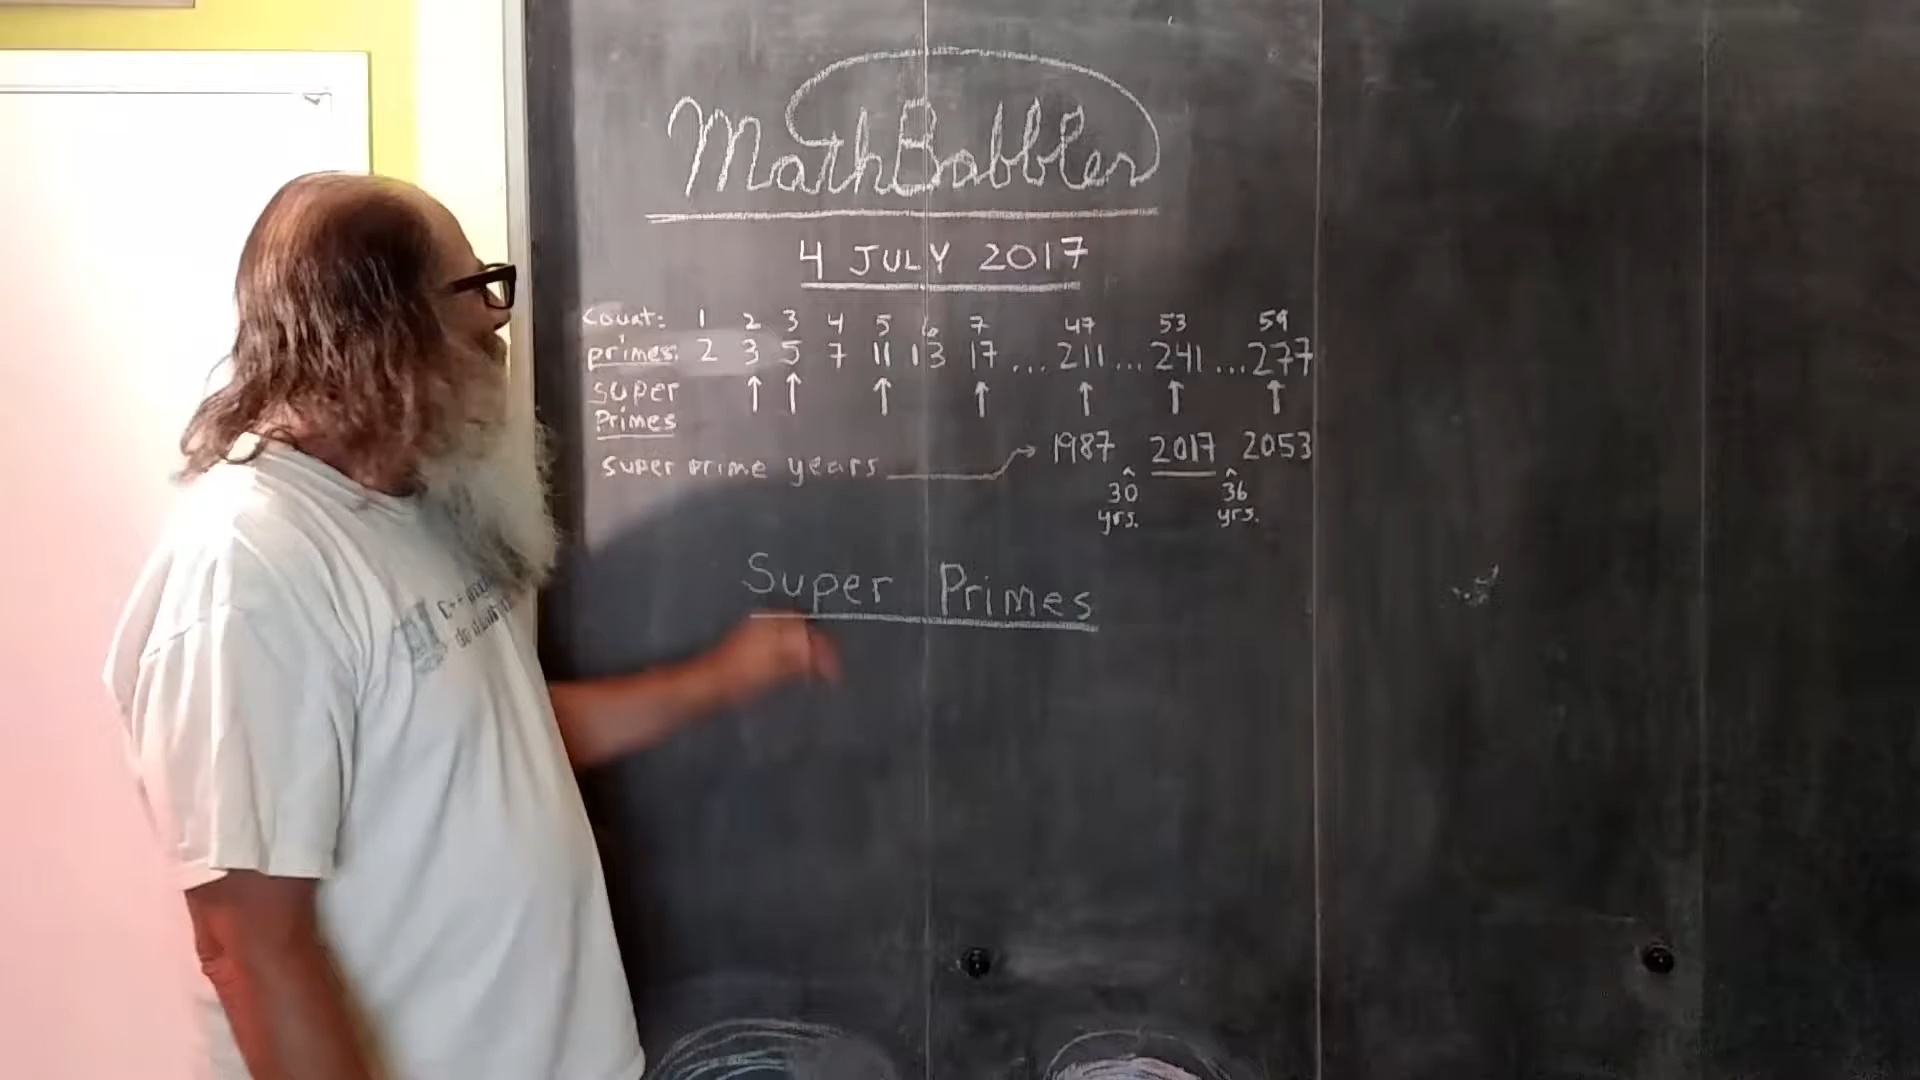 MathBabbler
4 JULY 2017
Count: 1 2 3 4 5 6 7 47 53 59
primes: 2 3 5 7 11 13 17 ... 211 ... 241 ... 277
super ↑ ↑ ↑ ↑ ↑ ↑ ↑
Primes
super prime years → 1987 2017 2053
^ ^
30 36
yrs. yrs.
Super Primes
C++